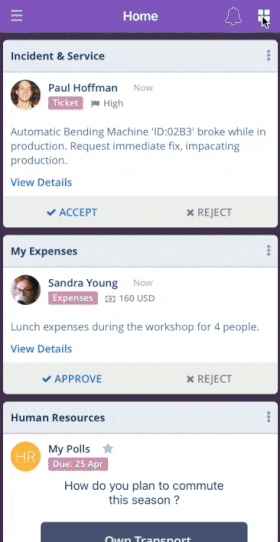 Home
Incident & Service
Paul Hoffman Now
Ticket High
Automatic Bending Machine 'ID:02B3' broke while in
production. Request immediate fix, impacating
production.
View Details
ACCEPT REJECT
My Expenses
Sandra Young Now
Expenses 160 USD
Lunch expenses during the workshop for 4 people.
View Details
APPROVE REJECT
Human Resources
HR My Polls
Due: 25 Apr
How do you plan to commute
this season ?
Own Transport